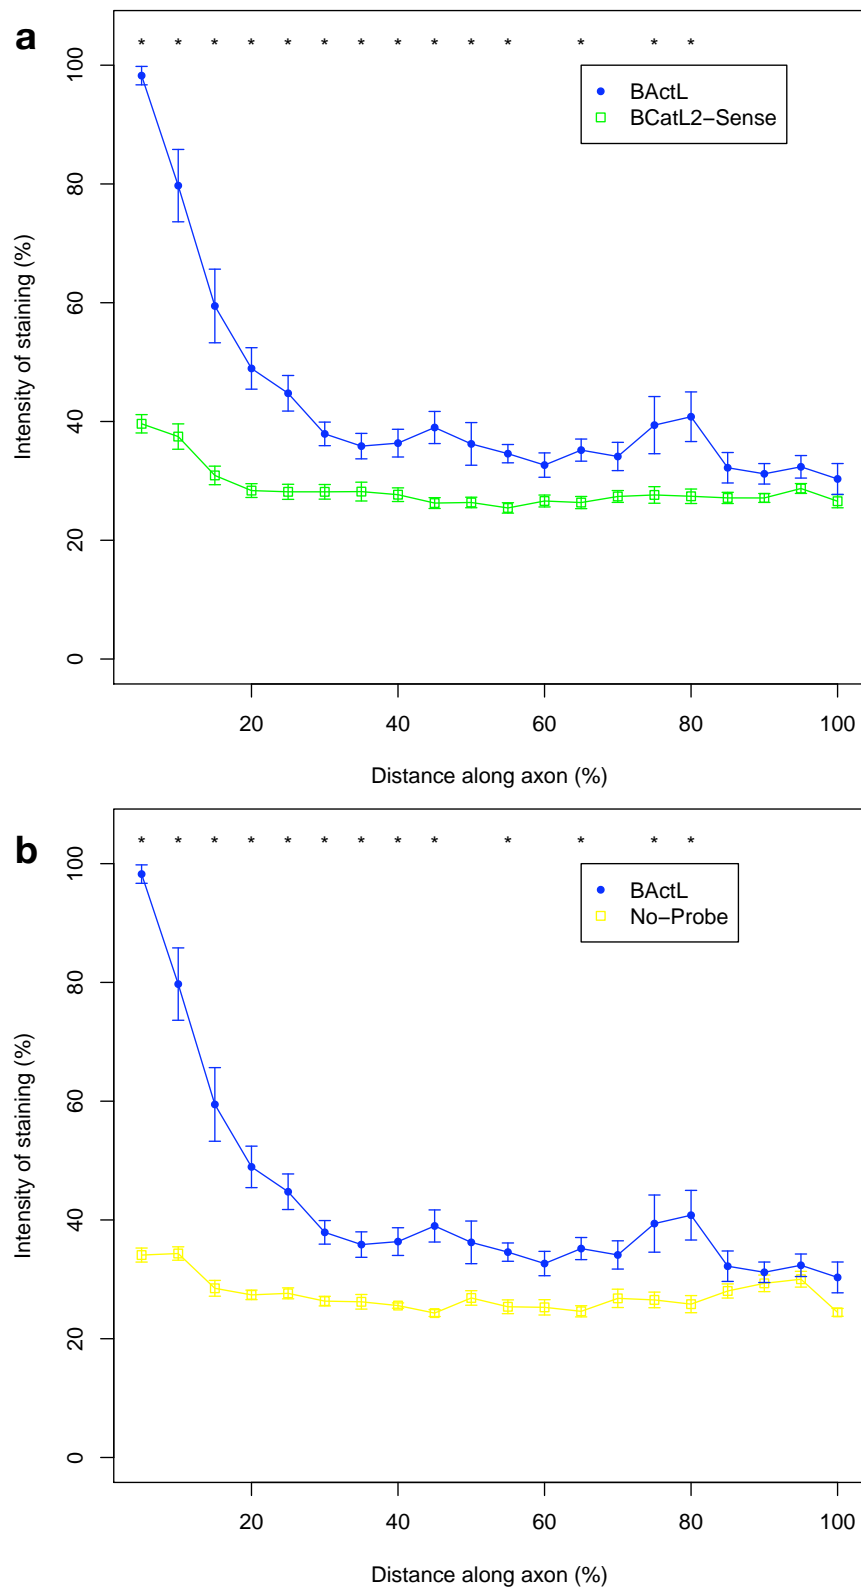 a
* * * * * * * * * * * * * *
BActL
BCatL2−Sense
Intensity of staining (%)
100
80
60
40
20
0
20 40 60 80 100
Distance along axon (%)
b
* * * * * * * * * * * * *
BActL
No−Probe
Intensity of staining (%)
100
80
60
40
20
0
20 40 60 80 100
Distance along axon (%)